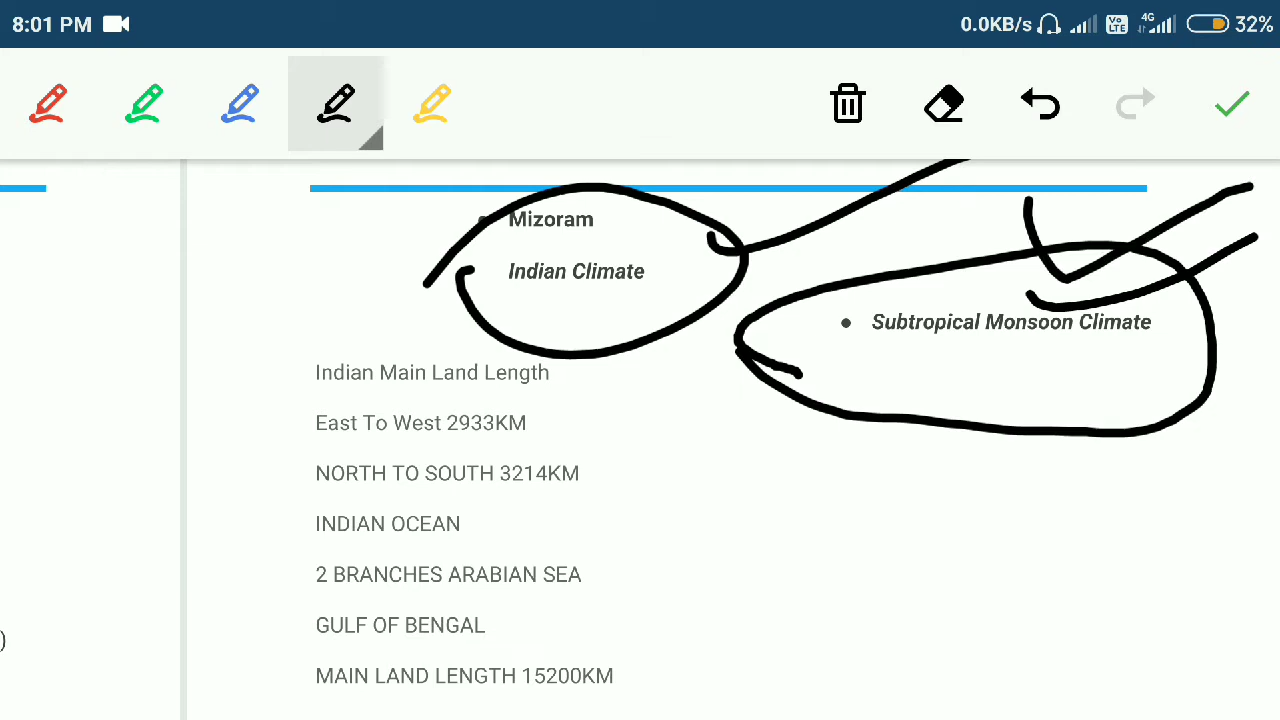 8:01 PM 0.0KB/s Vo LTE 4G 32%
Mizoram
Indian Climate
• Subtropical Monsoon Climate
Indian Main Land Length
East To West 2933KM
NORTH TO SOUTH 3214KM
INDIAN OCEAN
2 BRANCHES ARABIAN SEA
)
GULF OF BENGAL
MAIN LAND LENGTH 15200KM